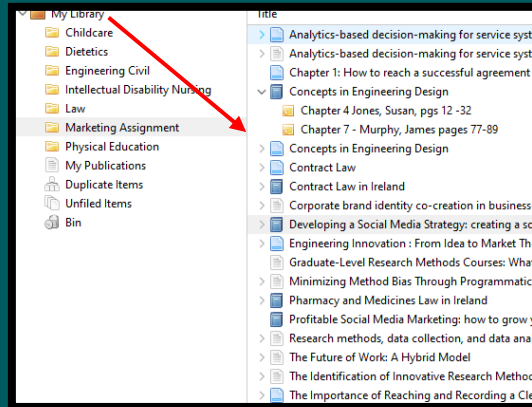 My Library
Childcare
Dietetics
Engineering Civil
Intellectual Disability Nursing
Law
Marketing Assignment
Physical Education
My Publications
Duplicate Items
Unfiled Items
Bin
Title
Analytics-based decision-making for service syst
Analytics-based decision-making for service syst
Chapter 1: How to reach a successful agreement
Concepts in Engineering Design
Chapter 4 Jones, Susan, pgs 12 -32
Chapter 7 - Murphy, James pages 77-89
Concepts in Engineering Design
Contract Law
Contract Law in Ireland
Corporate brand identity co-creation in business
Developing a Social Media Strategy: creating a so
Engineering Innovation : From Idea to Market Th
Graduate-Level Research Methods Courses: Wha
Minimizing Method Bias Through Programmatic
Pharmacy and Medicines Law in Ireland
Profitable Social Media Marketing: how to grow y
Research methods, data collection, and data ana
The Future of Work: A Hybrid Model
The Identification of Innovative Research Method
The Importance of Reaching and Recording a Cle